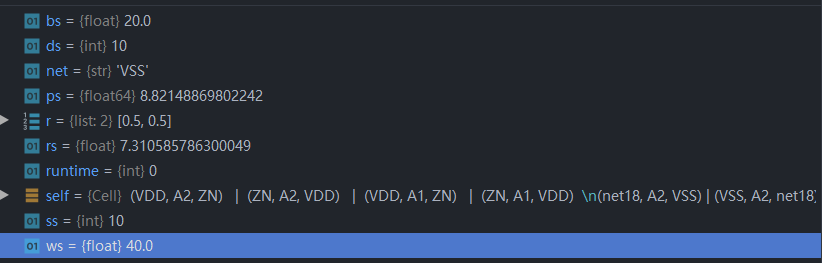 01 bs = {float} 20.0
01 ds = {int} 10
01 net = {str} 'VSS'
01 ps = {float64} 8.82148869802242
1 2 3 r = {list: 2} [0.5, 0.5]
01 rs = {float} 7.310585786300049
01 runtime = {int} 0
self = {Cell} (VDD, A2, ZN) | (ZN, A2, VDD) | (VDD, A1, ZN) | (ZN, A1, VDD) \n(net18, A2, VSS) | (VSS, A2, net18)
01 ss = {int} 10
01 ws = {float} 40.0